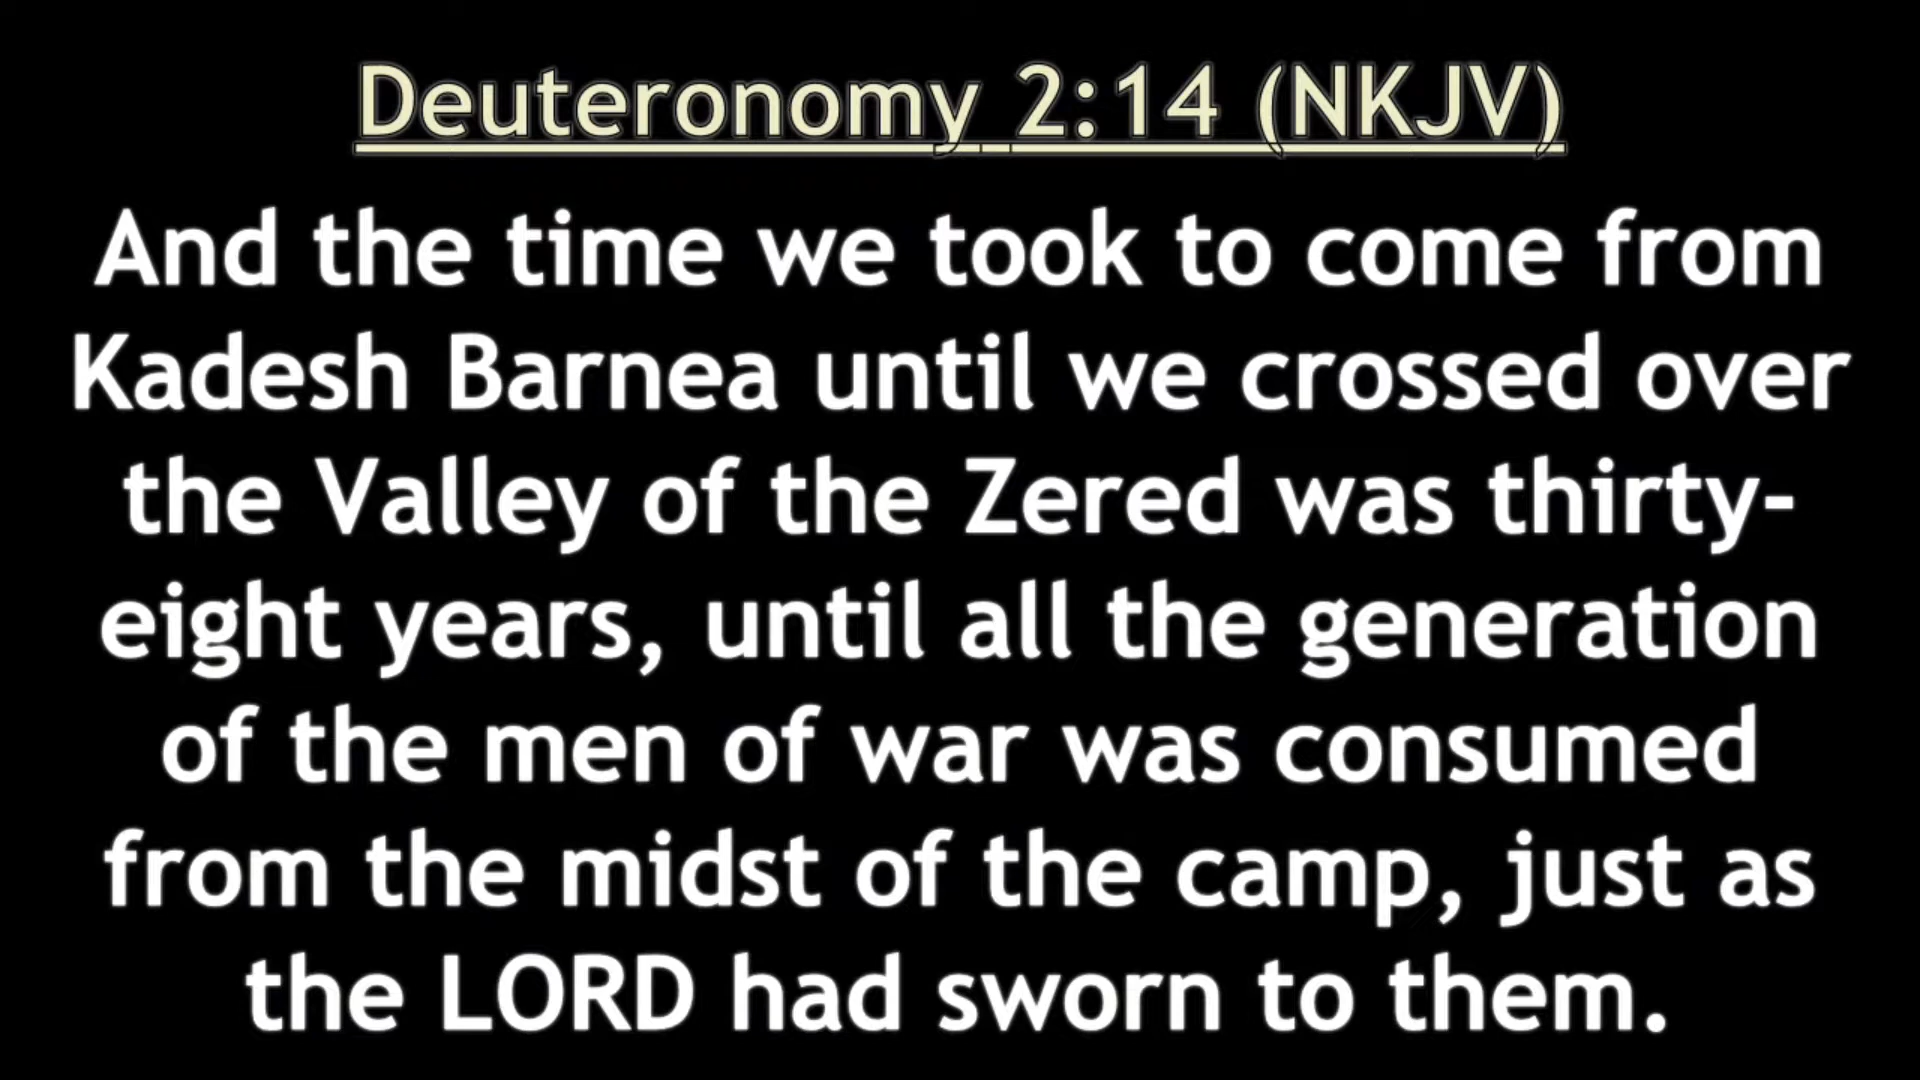 Deuteronomy 2:14 (NKJV)
And the time we took to come from
Kadesh Barnea until we crossed over
the Valley of the Zered was thirty-
eight years, until all the generation
of the men of war was consumed
from the midst of the camp, just as
the LORD had sworn to them.